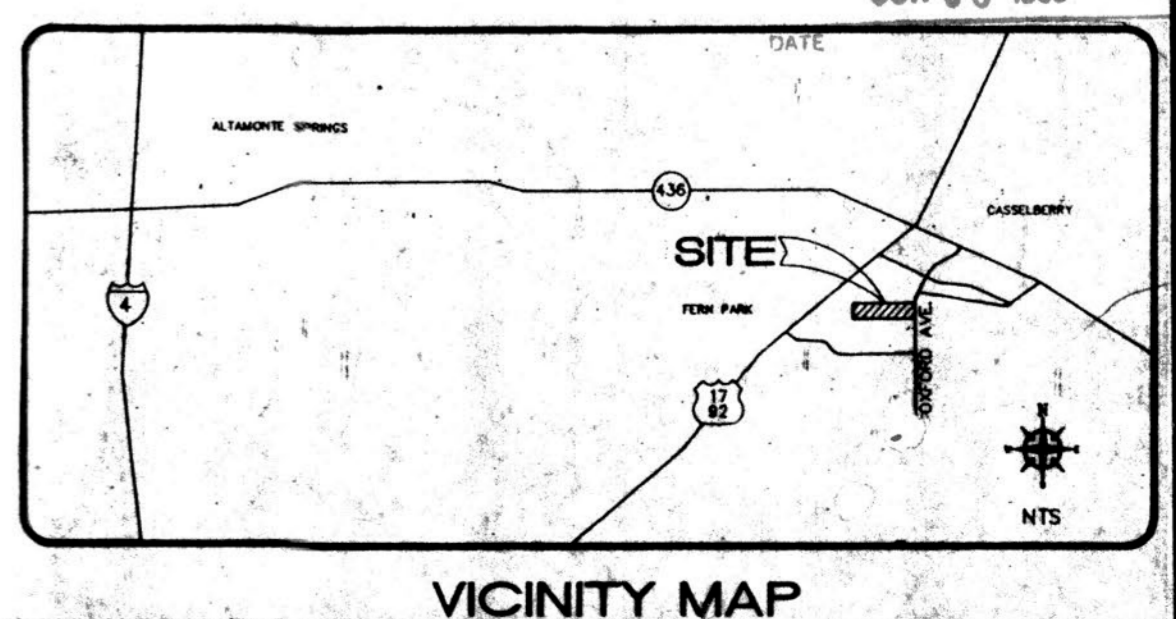 DATE
ALTAMONTE SPRINGS
436
CASSELBERRY
SITE
4
FERN PARK
OXFORD AVE.
17
92
N
NTS
VICINITY MAP